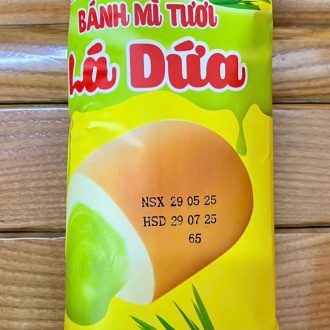 BÁNH MÌ TƯƠI
Lá Dứa
NSX 29 05 25
HSD 29 07 25
65